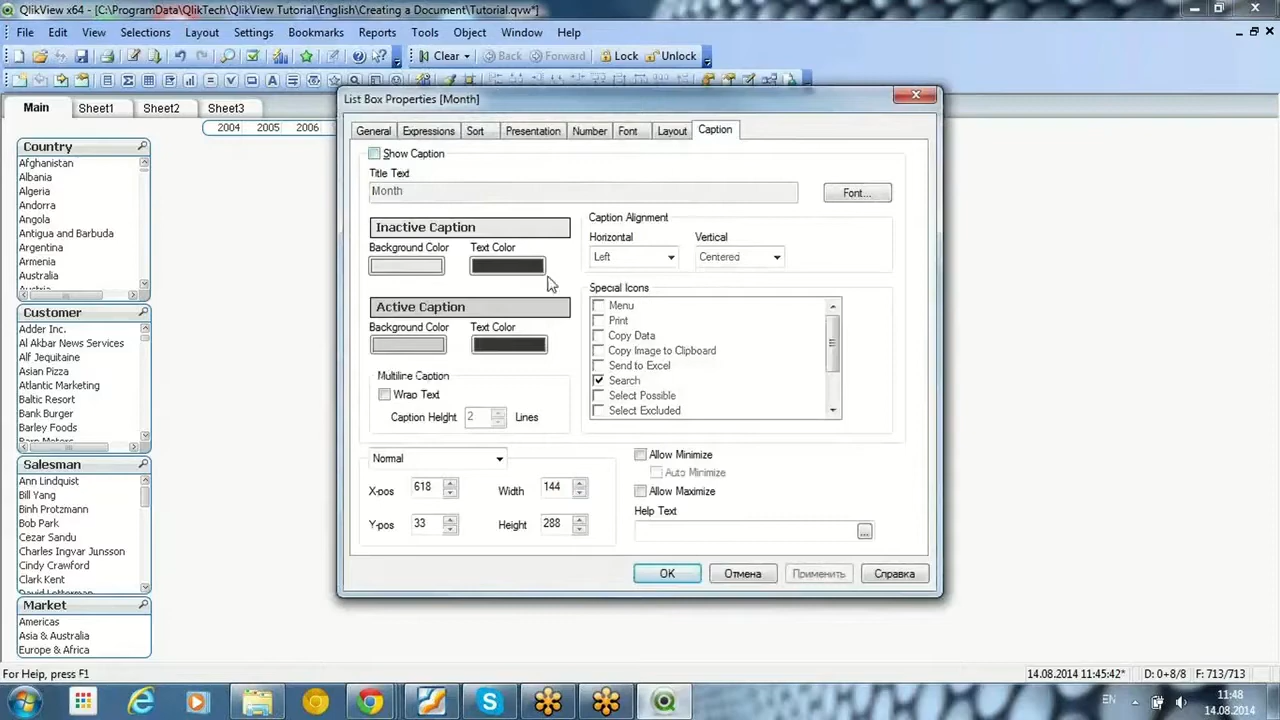 QlikView x64 - [C:\ProgramData\QlikTech\QlikView Tutorial\English\Creating a Document\Tutorial.qvw*]
File Edit View Selections Layout Settings Bookmarks Reports Tools Object Window Help
Clear Back Forward Lock Unlock
Main Sheet1 Sheet2 Sheet3
2004 2005 2006
Country
Afghanistan
Albania
Algeria
Andorra
Angola
Antigua and Barbuda
Argentina
Armenia
Australia
Austria
Customer
Adder Inc.
Al Akbar News Services
Alf Jequitaine
Asian Pizza
Atlantic Marketing
Baltic Resort
Bank Burger
Barley Foods
Barn Motors
Salesman
Ann Lindquist
Bill Yang
Binh Protzmann
Bob Park
Cezar Sandu
Charles Ingvar Junsson
Cindy Crawford
Clark Kent
David Letterman
Market
Americas
Asia & Australia
Europe & Africa
List Box Properties [Month]
General Expressions Sort Presentation Number Font Layout Caption
Show Caption
Title Text
Month
Font...
Inactive Caption
Background Color Text Color
Active Caption
Background Color Text Color
Multiline Caption
Wrap Text
Caption Height 2 Lines
Caption Alignment
Horizontal Vertical
Left Centered
Special Icons
Menu
Print
Copy Data
Copy Image to Clipboard
Send to Excel
Search
Select Possible
Select Excluded
Normal
X-pos 618 Width 144
Y-pos 33 Height 288
Allow Minimize
Auto Minimize
Allow Maximize
Help Text
...
OK Отмена Применить Справка
For Help, press F1
14.08.2014 11:45:42* D: 0+8/8 F: 713/713
EN
11:48
14.08.2014